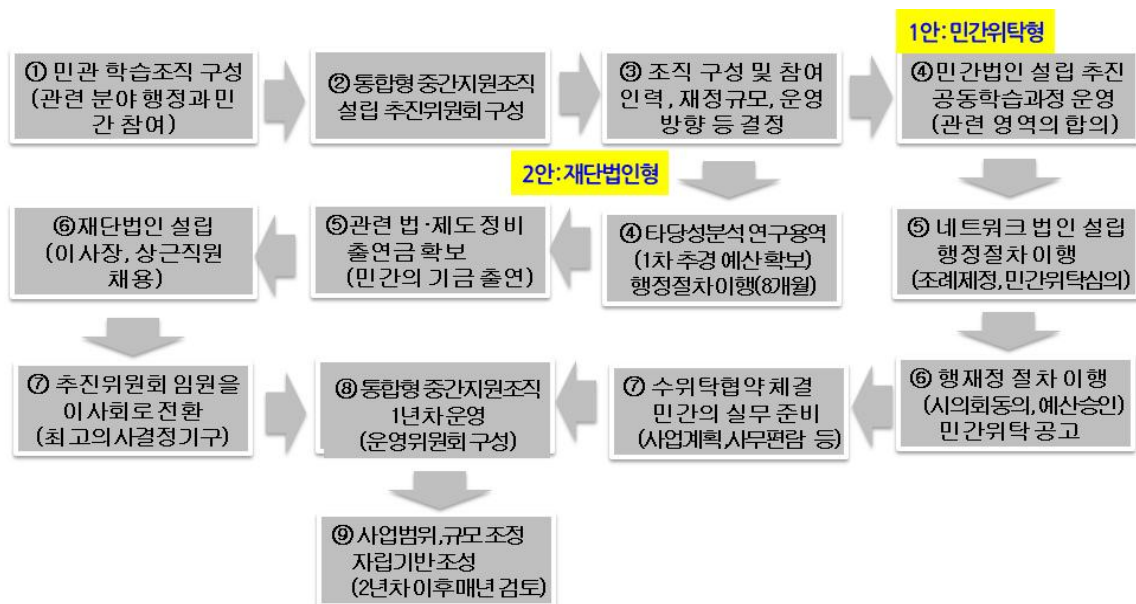 1안:민간위탁형
① 민관 학습조직 구성
(관련 분야 행정과 민
간 참여)
② 통합형 중간지원조직
설립 추진위원회 구성
③ 조직 구성 및 참여
인력, 재정규모, 운영
방향 등 결정
④민간법인 설립 추진
공동학습과정 운영
(관련 영역의 합의)
2안:재단법인형
⑥재단법인 설립
(이사장, 상근직원
채용)
⑤관련 법·제도 정비
출연금 확보
(민간의 기금 출연)
④ 타당성분석 연구용역
(1차 추경 예산 확보)
행정절차 이행(8개월)
⑤ 네트워크 법인 설립
행정절차 이행
(조례제정,민간위탁심의)
⑦ 추진위원회 임원을
이사회로 전환
(최고의사결정기구)
⑧ 통합형 중간지원조직
1년차 운영
(운영위원회 구성)
⑦ 수위탁협약 체결
민간의 실무 준비
(사업계획,사무편람 등)
⑥ 행재정 절차 이행
(시의회동의,예산승인)
민간위탁 공고
⑨ 사업범위,규모 조정
자립기반 조성
(2년차 이후 매년 검토)